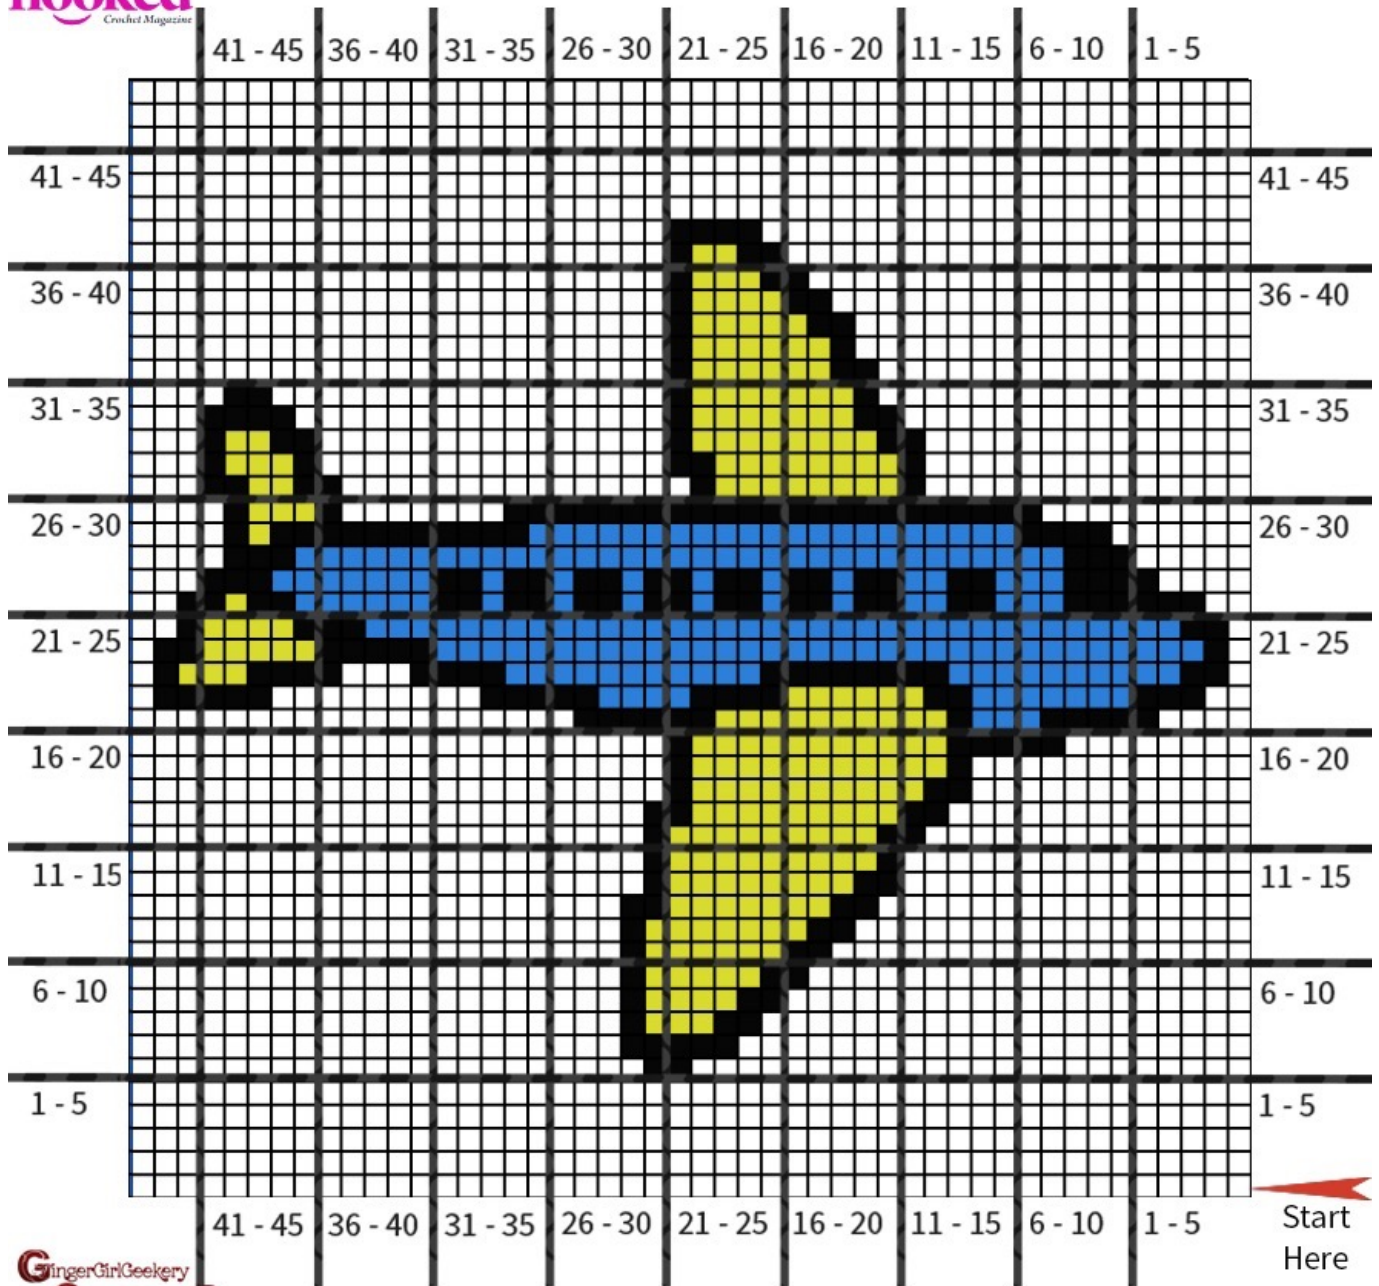 hooked
Crochet Magazine
41 - 45 36 - 40 31 - 35 26 - 30 21 - 25 16 - 20 11 - 15 6 - 10 1 - 5
41 - 45 41 - 45
36 - 40 36 - 40
31 - 35 31 - 35
26 - 30 26 - 30
21 - 25 21 - 25
16 - 20 16 - 20
11 - 15 11 - 15
6 - 10 6 - 10
1 - 5 1 - 5
41 - 45 36 - 40 31 - 35 26 - 30 21 - 25 16 - 20 11 - 15 6 - 10 1 - 5
Start
Here
GingerGirlGeekery